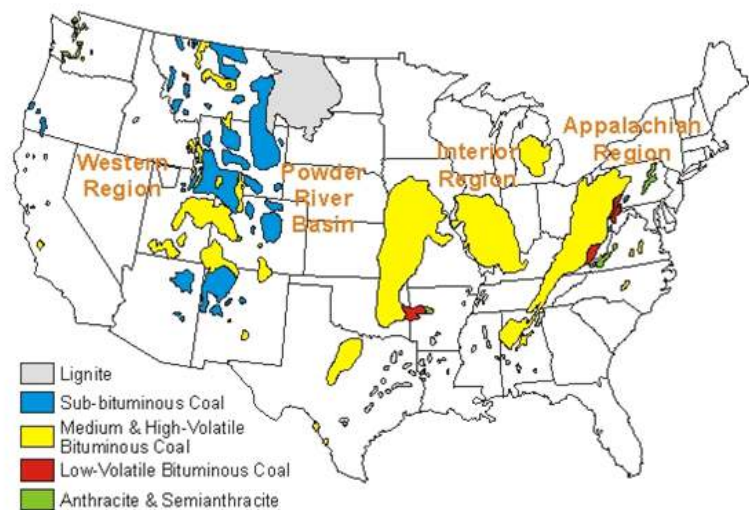 Western
Region
Powder
River
Basin
Interior
Region
Appalachian
Region
Lignite
Sub-bituminous Coal
Medium & High-Volatile
Bituminous Coal
Low-Volatile Bituminous Coal
Anthracite & Semianthracite